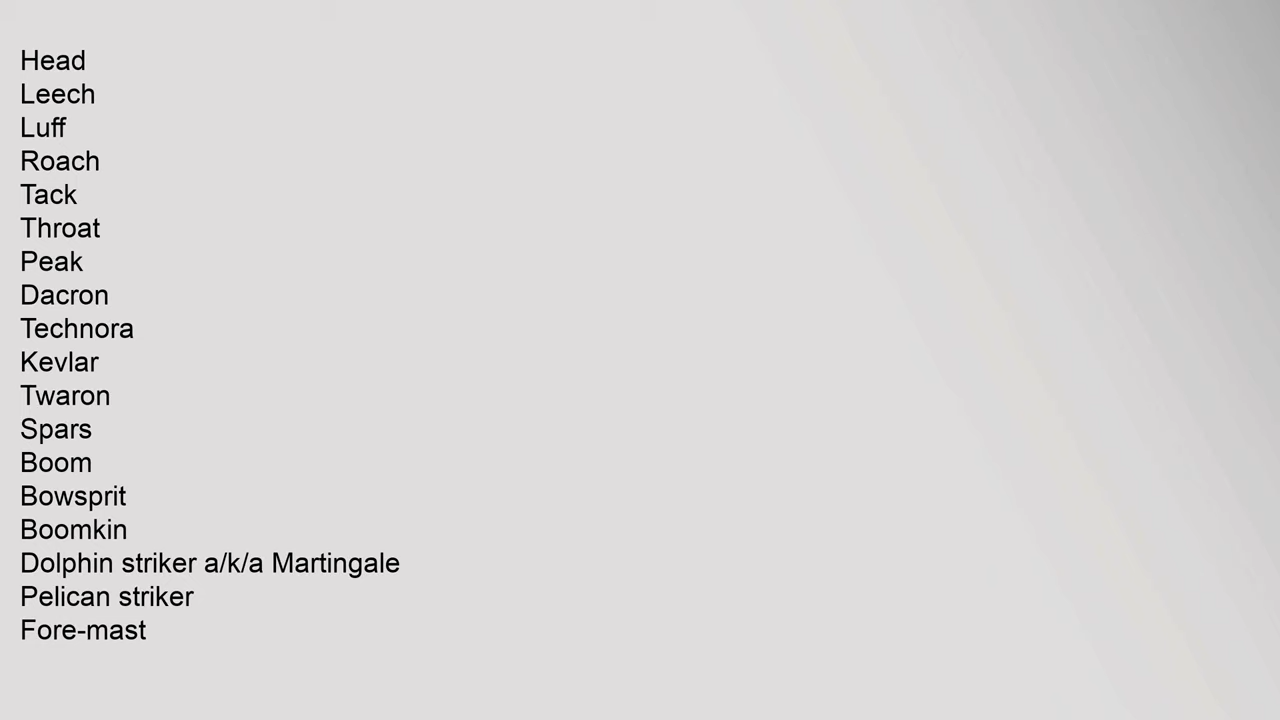 Head
Leech
Luff
Roach
Tack
Throat
Peak
Dacron
Technora
Kevlar
Twaron
Spars
Boom
Bowsprit
Boomkin
Dolphin striker a/k/a Martingale
Pelican striker
Fore-mast